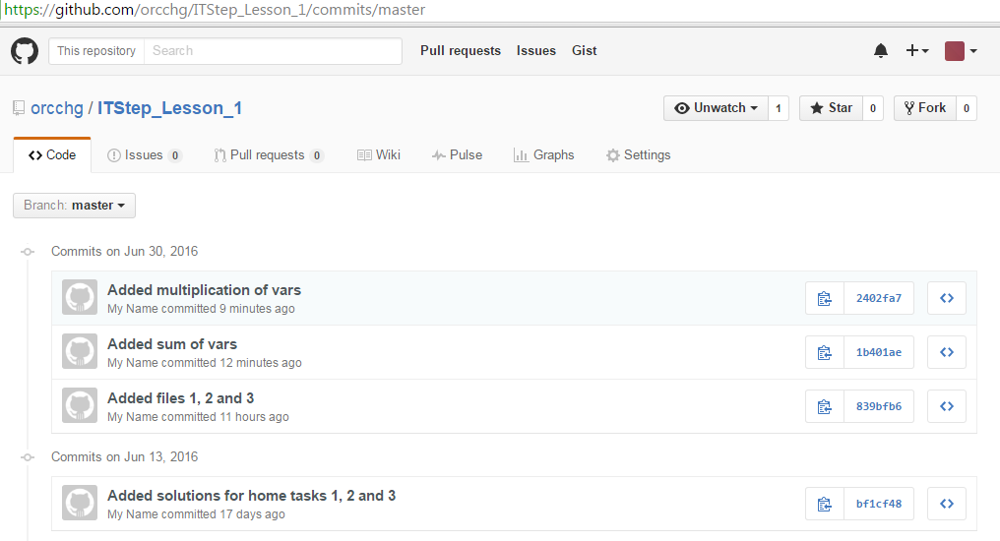 https://github.com/orcchg/ITStep_Lesson_1/commits/master
This repository Search Pull requests Issues Gist
orcchg / ITStep_Lesson_1 Unwatch 1 Star 0 Fork 0
Code Issues 0 Pull requests 0 Wiki Pulse Graphs Settings
Branch: master
Commits on Jun 30, 2016
Added multiplication of vars
My Name committed 9 minutes ago
2402fa7
Added sum of vars
My Name committed 12 minutes ago
1b401ae
Added files 1, 2 and 3
My Name committed 11 hours ago
839bfb6
Commits on Jun 13, 2016
Added solutions for home tasks 1, 2 and 3
My Name committed 17 days ago
bf1cf48